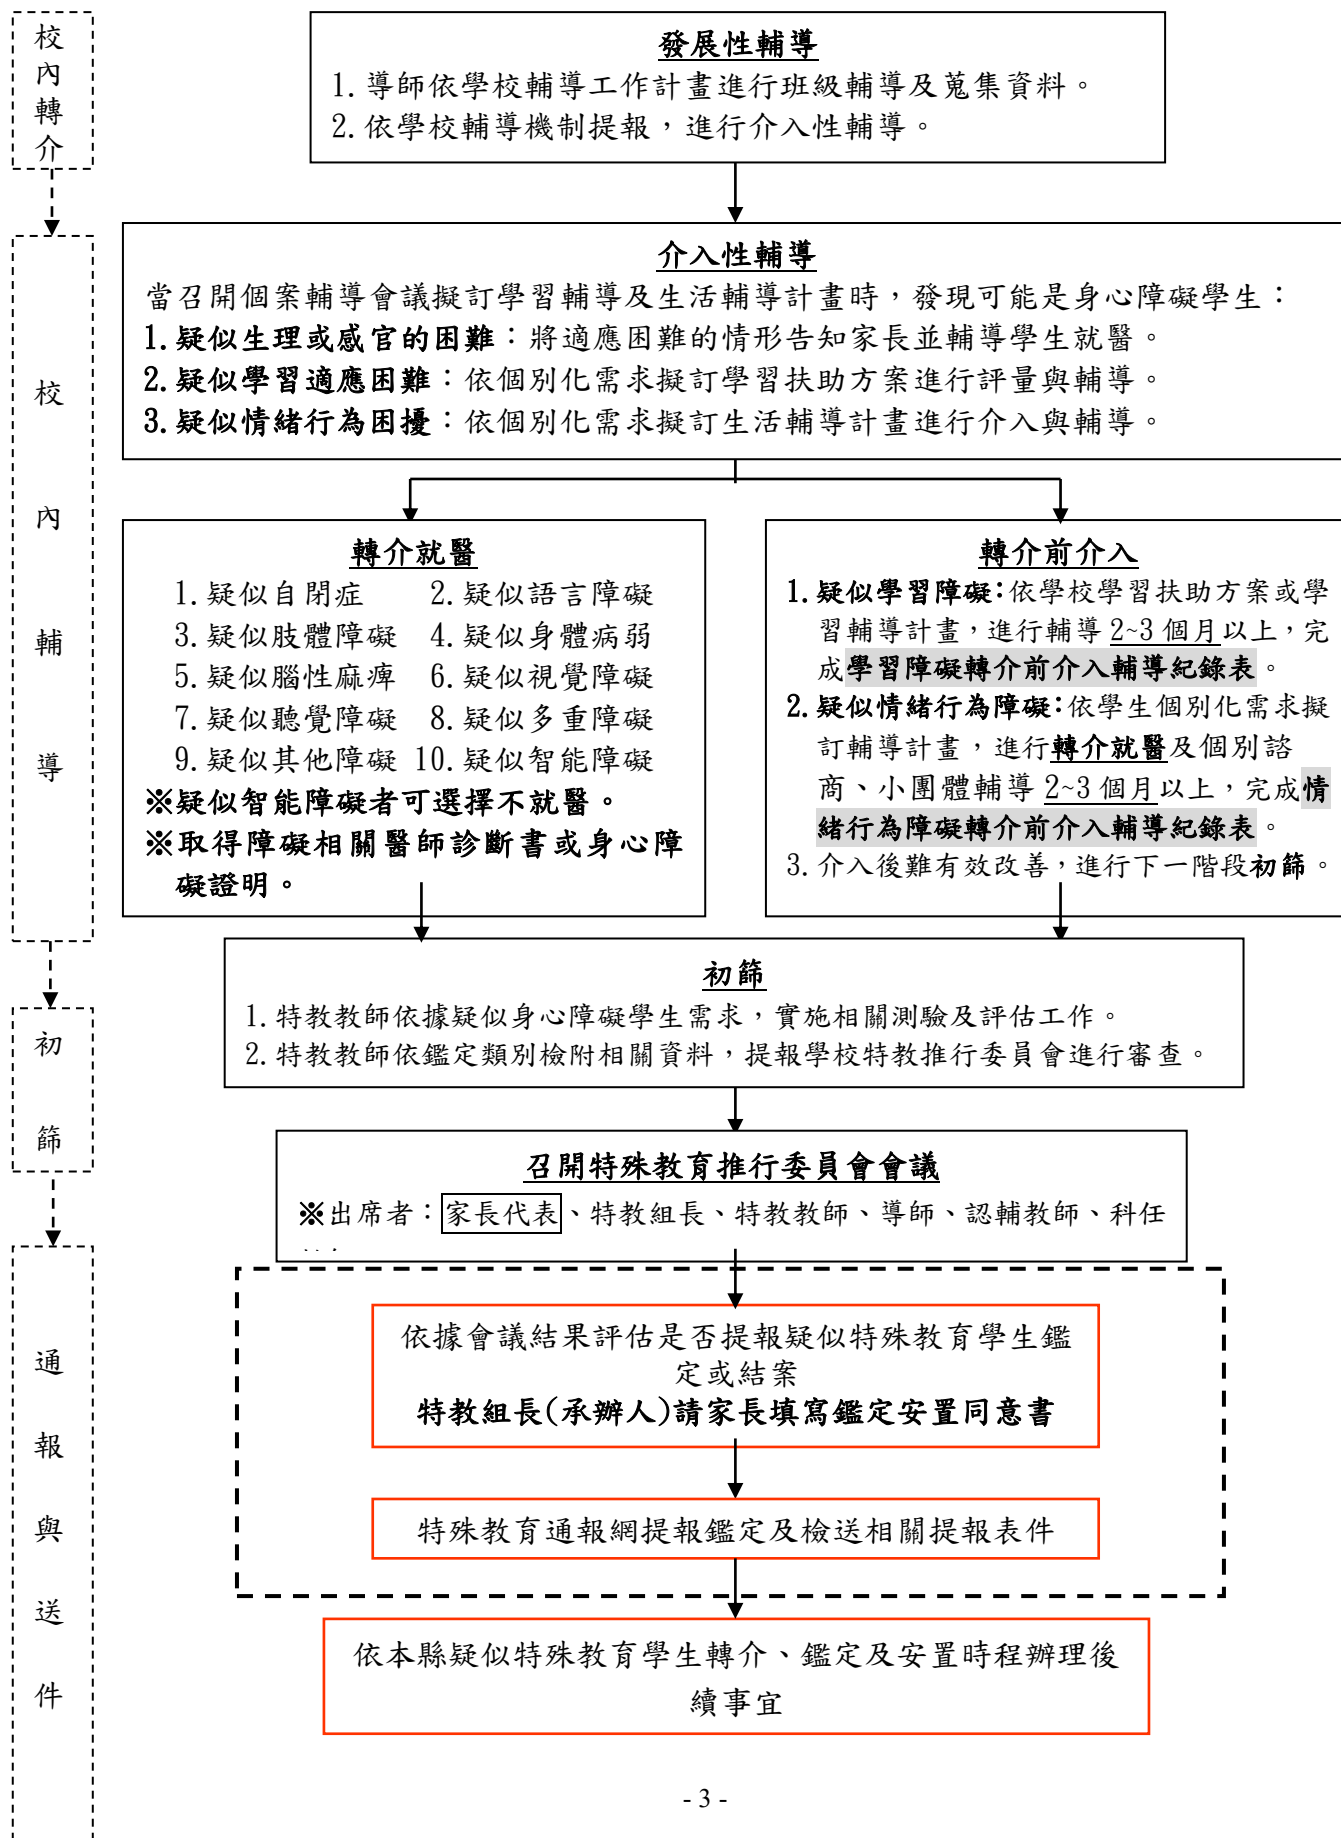 校內轉介
發展性輔導
1.導師依學校輔導工作計畫進行班級輔導及蒐集資料。
2.依學校輔導機制提報，進行介入性輔導。
校內輔導
介入性輔導
當召開個案輔導會議擬訂學習輔導及生活輔導計畫時，發現可能是身心障礙學生：
1.疑似生理或感官的困難：將適應困難的情形告知家長並輔導學生就醫。
2.疑似學習適應困難：依個別化需求擬訂學習扶助方案進行評量與輔導。
3.疑似情緒行為困擾：依個別化需求擬訂生活輔導計畫進行介入與輔導。
轉介就醫
1.疑似自閉症 2.疑似語言障礙
3.疑似肢體障礙 4.疑似身體病弱
5.疑似腦性麻痺 6.疑似視覺障礙
7.疑似聽覺障礙 8.疑似多重障礙
9.疑似其他障礙 10.疑似智能障礙
※疑似智能障礙者可選擇不就醫。
※取得障礙相關醫師診斷書或身心障
礙證明。
轉介前介入
1.疑似學習障礙:依學校學習扶助方案或學
習輔導計畫，進行輔導 2~3 個月以上，完
成學習障礙轉介前介入輔導紀錄表。
2.疑似情緒行為障礙:依學生個別化需求擬
訂輔導計畫，進行轉介就醫及個別諮
商、小團體輔導 2~3 個月以上，完成情
緒行為障礙轉介前介入輔導紀錄表。
3.介入後難有效改善，進行下一階段初篩。
初篩
初篩
1.特教教師依據疑似身心障礙學生需求，實施相關測驗及評估工作。
2.特教教師依鑑定類別檢附相關資料，提報學校特教推行委員會進行審查。
召開特殊教育推行委員會會議
※出席者：家長代表、特教組長、特教教師、導師、認輔教師、科任
通報與送件
依據會議結果評估是否提報疑似特殊教育學生鑑
定或結案
特教組長(承辦人)請家長填寫鑑定安置同意書
特殊教育通報網提報鑑定及檢送相關提報表件
依本縣疑似特殊教育學生轉介、鑑定及安置時程辦理後
續事宜
- 3 -